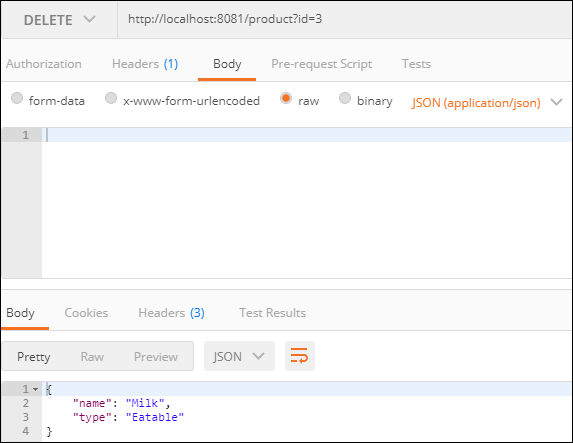 DELETE http://localhost:8081/product?id=3
Authorization Headers (1) Body Pre-request Script Tests
form-data x-www-form-urlencoded raw binary JSON (application/json)
1
Body Cookies Headers (3) Test Results
Pretty Raw Preview JSON
1 {
2 "name": "Milk",
3 "type": "Eatable"
4 }